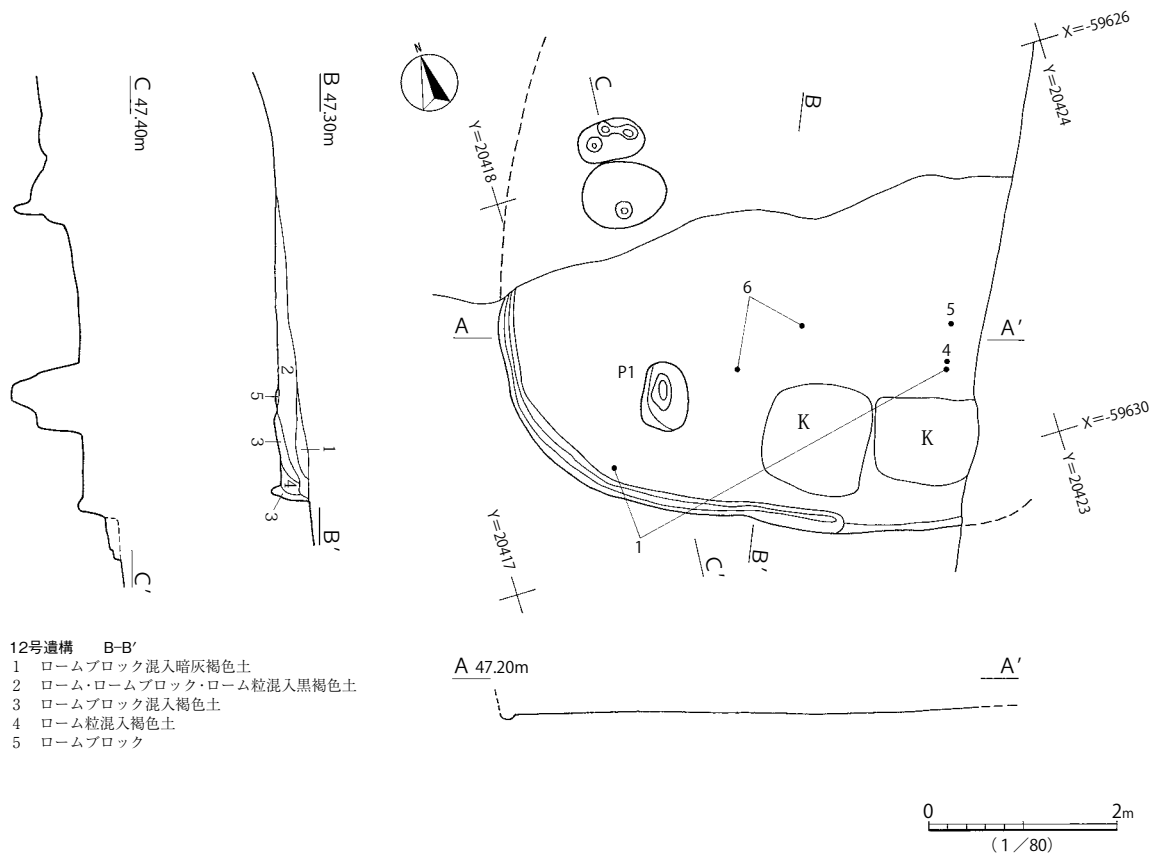 C 47.40m
C′
B 47.30m
B′
2
5
3
1
4
3
N
Y=20418
C
B
X=-59626
Y=20424
A
A′
6
5
4
P1
K
K
1
X=-59630
Y=20423
Y=20417
C′
B′
12号遺構 B-B′
1 ロームブロック混入暗灰褐色土
2 ローム・ロームブロック・ローム粒混入黒褐色土
3 ロームブロック混入褐色土
4 ローム粒混入褐色土
5 ロームブロック
A 47.20m
A′
0 2m
(1／80)